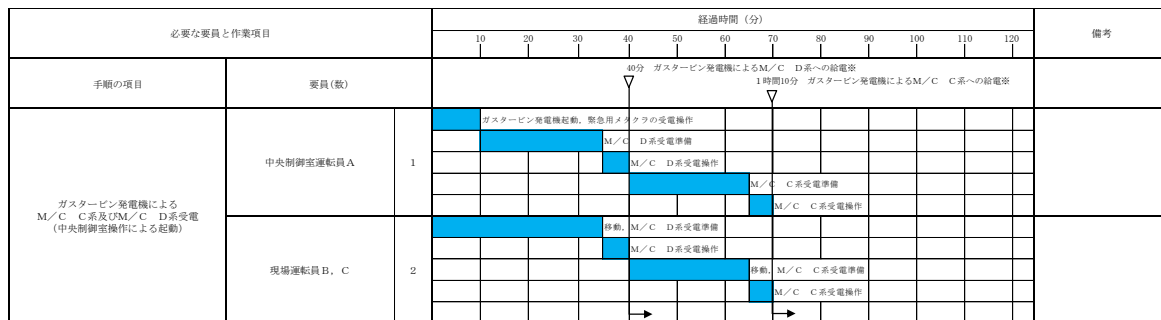 必要な要員と作業項目
経過時間（分）
備考
10 20 30 40 50 60 70 80 90 100 110 120
手順の項目
要員(数)
40分 ガスタービン発電機によるM／C D系への給電※
1時間10分 ガスタービン発電機によるM／C C系への給電※
ガスタービン発電機による
M／C C系及びM／C D系受電
（中央制御室操作による起動）
中央制御室運転員A
1
ガスタービン発電機起動，緊急用メタクラの受電操作
M／C D系受電準備
M／C D系受電操作
M／C C系受電準備
M／C C系受電操作
現場運転員B，C
2
移動，M／C D系受電準備
M／C D系受電操作
移動，M／C C系受電準備
M／C C系受電操作